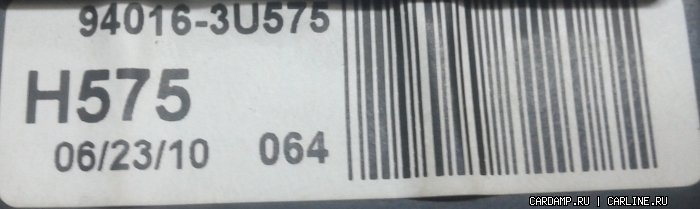 94016-3U575
H575
06/23/10 064
CARDAMP.RU | CARLINE.RU